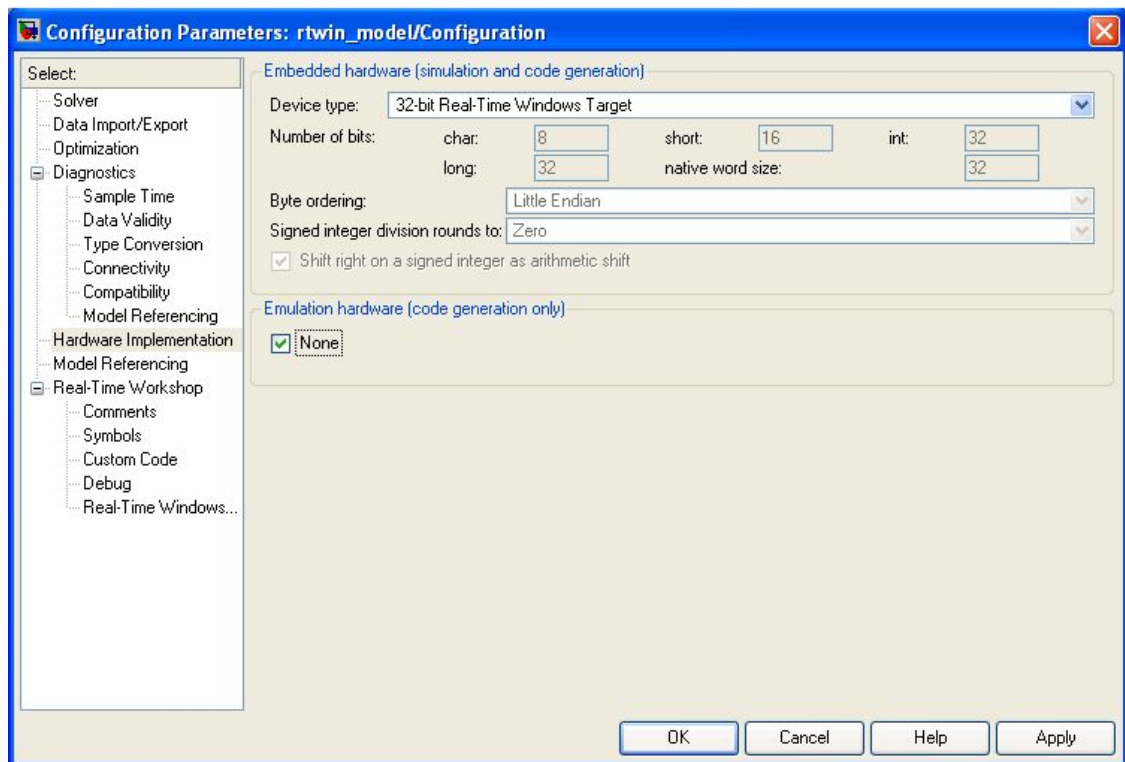 Configuration Parameters: rtwin_model/Configuration
Select:
Solver
Data Import/Export
Optimization
Diagnostics
Sample Time
Data Validity
Type Conversion
Connectivity
Compatibility
Model Referencing
Hardware Implementation
Model Referencing
Real-Time Workshop
Comments
Symbols
Custom Code
Debug
Real-Time Windows...
Embedded hardware (simulation and code generation)
Device type: 32-bit Real-Time Windows Target
Number of bits: char: 8 short: 16 int: 32
long: 32 native word size: 32
Byte ordering: Little Endian
Signed integer division rounds to: Zero
Shift right on a signed integer as arithmetic shift
Emulation hardware (code generation only)
None
OK Cancel Help Apply